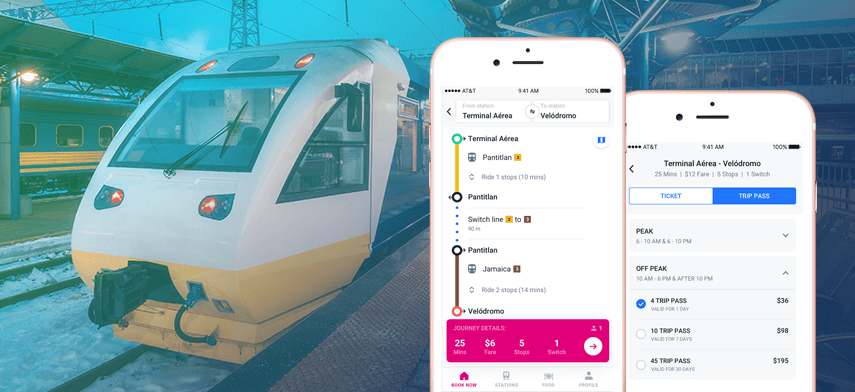 AT&T 9:41 AM 100%
From station To station
Terminal Aérea Velódromo
Terminal Aérea
Pantitlan 2
Ride 1 stops (10 mins)
Pantitlan
Switch line 2 to 3
90 m
Pantitlan
Jamaica 3
Ride 2 stops (14 mins)
Velódromo
JOURNEY DETAILS: 1
25 $6 5 1
Mins Fare Stops Switch
BOOK NOW STATIONS FOOD PROFILE
AT&T 9:41 AM 100%
Terminal Aérea - Velódromo
25 Mins | $12 Fare | 5 Stops | 1 Switch
TICKET TRIP PASS
PEAK
6 - 10 AM & 6 - 10 PM
OFF PEAK
10 AM - 6 PM & AFTER 10 PM
4 TRIP PASS $36
VALID FOR 1 DAY
10 TRIP PASS $98
VALID FOR 7 DAYS
45 TRIP PASS $195
VALID FOR 30 DAYS